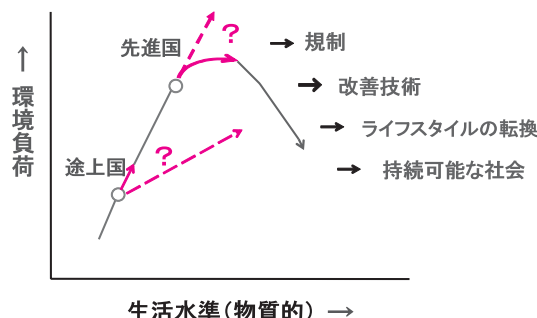 先進国
?
→ 規制
→ 改善技術
→ ライフスタイルの転換
→ 持続可能な社会
途上国
?
↑ 環境負荷
生活水準(物質的) →